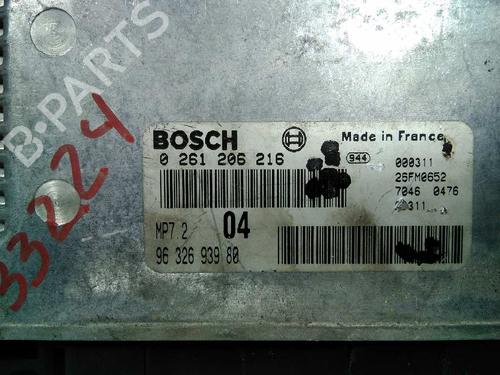 B-PARTS
33224
BOSCH
Made in France
0 261 206 216
944
000311
26FM0652
7046 0476
MP7 2
04
96 326 939 80